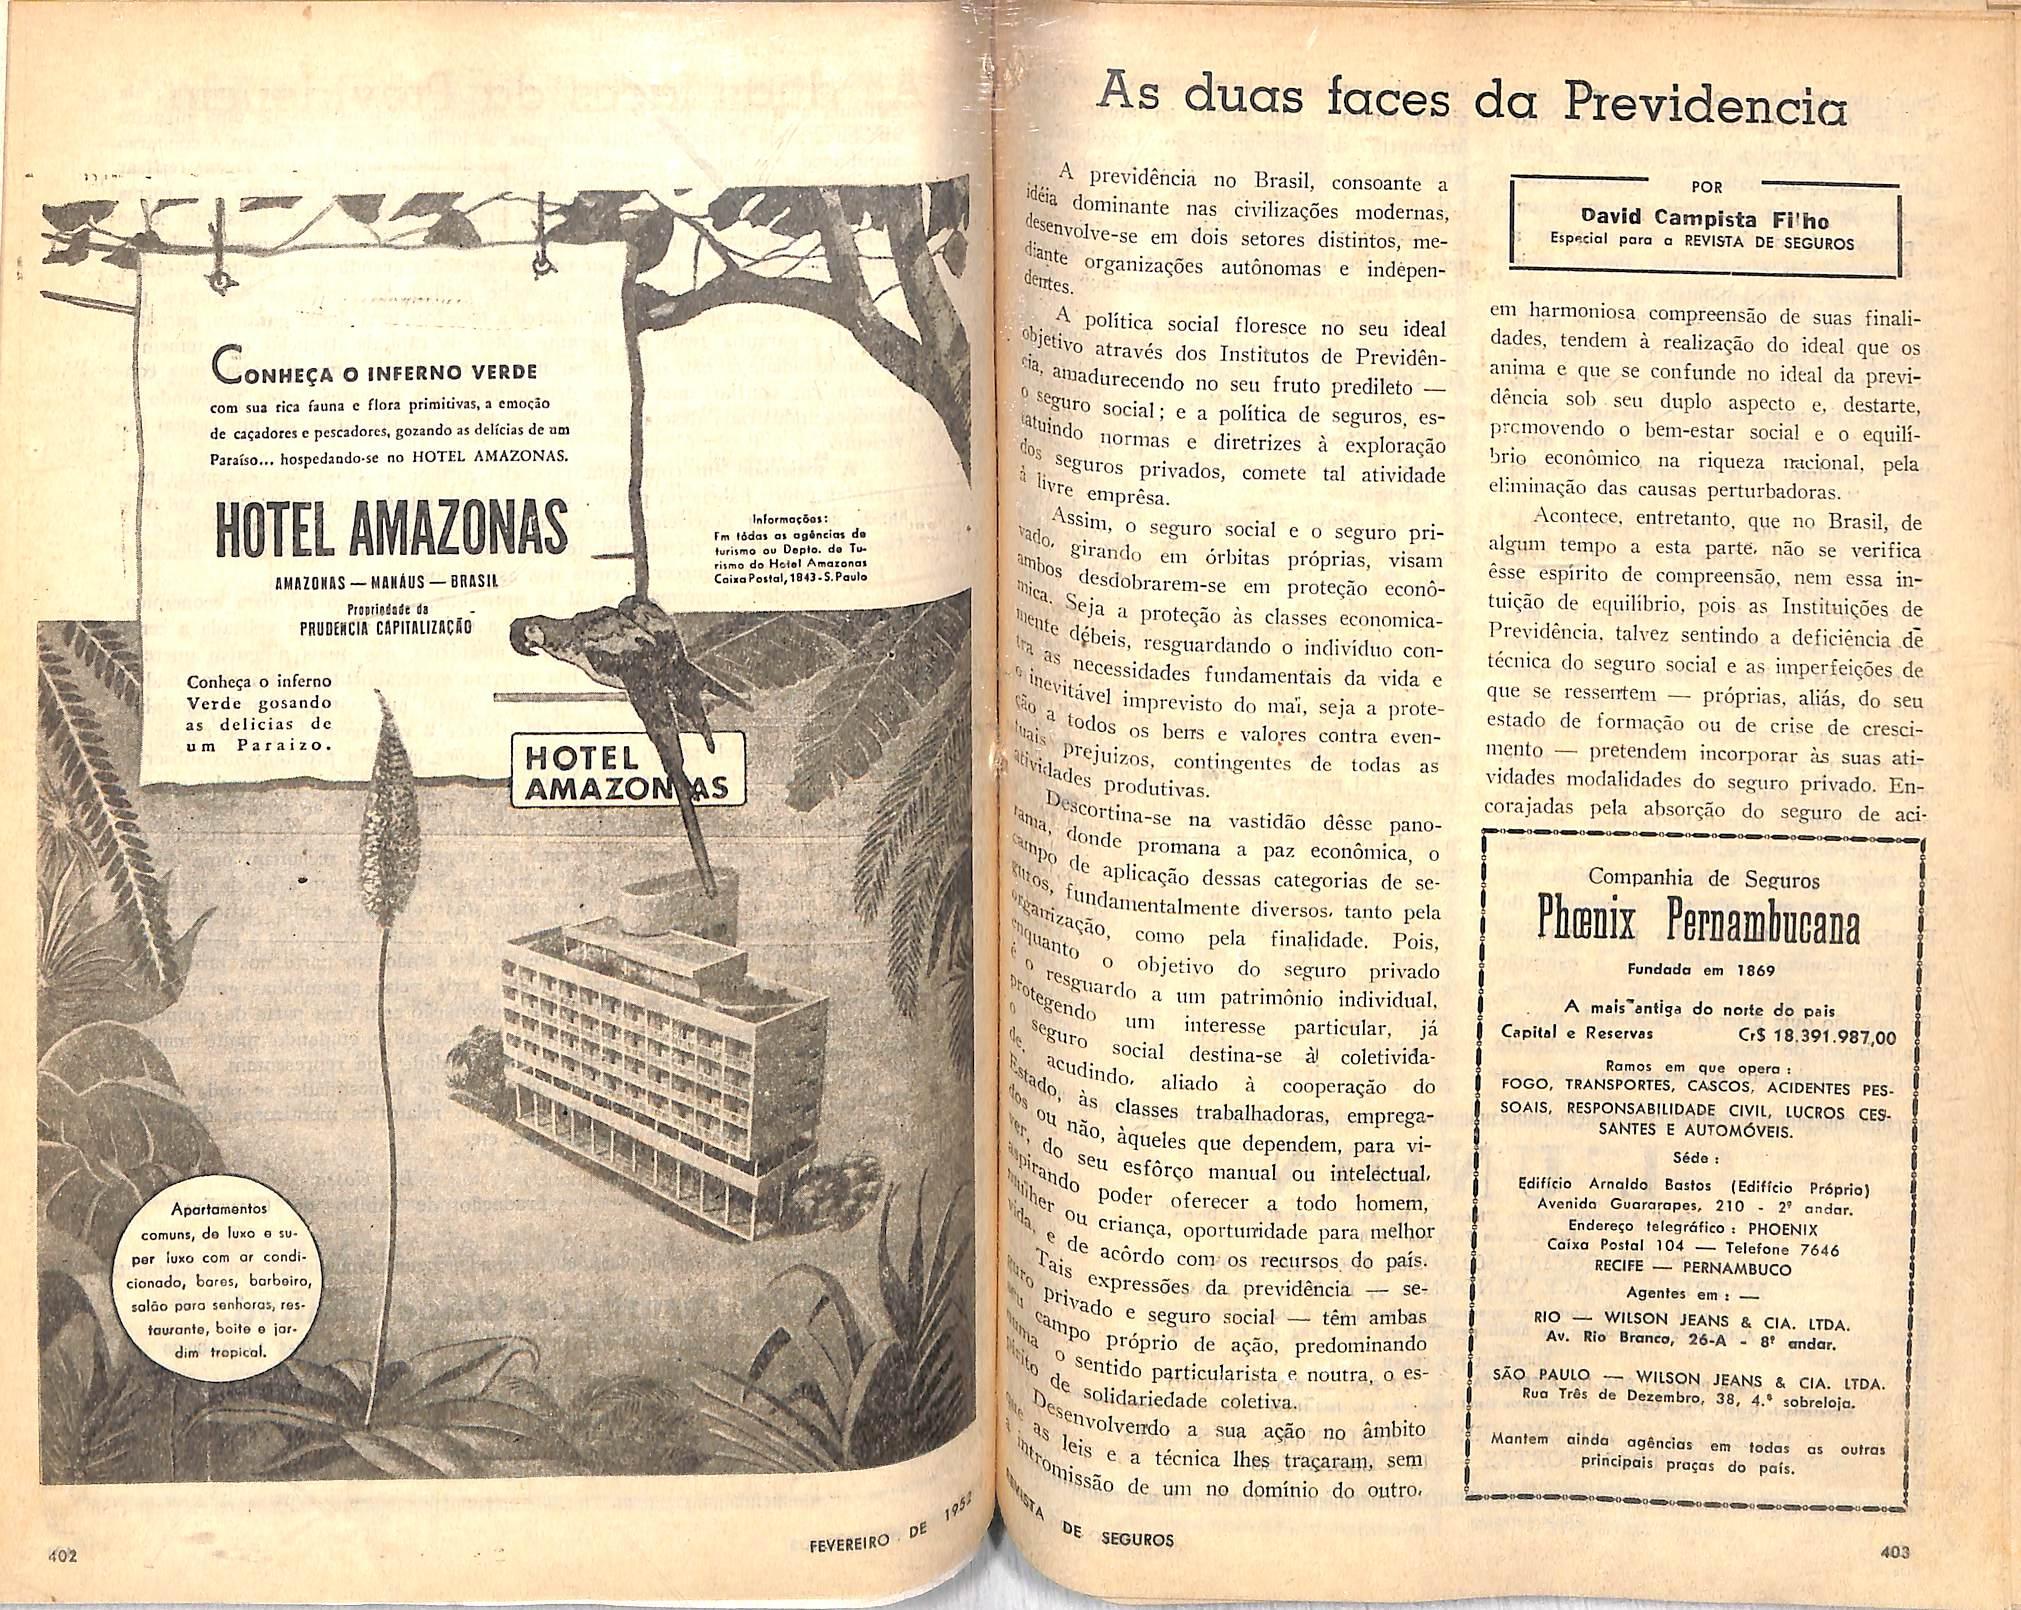 CONHEÇA O INFERNO VERDE
com sua rica fauna e flora primitivas, a emoção
de caçadores e pescadores, gozando as delícias de um
Paraíso... hospedando-se no HOTEL AMAZONAS.
HOTEL AMAZONAS
AMAZONAS — MANÁUS — BRASIL
Propriedade da
PRUDENCIA CAPITALIZAÇÃO
Informações:
Em tôdas as agências de
turismo ou Depto. de Tu-
rismo do Hotel Amazonas
Caixa Postal, 1843-S. Paulo
Conheça o inferno
Verde gosando
as delicias de
um Paraizo.
HOTEL
AMAZONAS
Apartamentos
comuns, de luxo e su-
per luxo com ar condi-
cionado, bares, barbeiro,
salão para senhoras, res-
taurante, boite e jar-
dim tropical.
402
FEVEREIRO DE 1952
As duas faces da Previdencia
A previdência no Brasil, consoante a
idéia dominante nas civilizações modernas,
desenvolve-se em dois setores distintos, me-
diante organizações autônomas e indepen-
dentes.
A política social floresce no seu ideal
objetivo através dos Institutos de Previdên-
cia, amadurecendo no seu fruto predileto —
o seguro social; e a política de seguros, es-
tatuindo normas e diretrizes à exploração
dos seguros privados, comete tal atividade
à livre emprêsa.
Assim, o seguro social e o seguro pri-
vado, girando em órbitas próprias, visam
ambos desdobrarem-se em proteção econô-
mica. Seja a proteção às classes economica-
mente débeis, resguardando o indivíduo con-
tra as necessidades fundamentais da vida e
o inevitável imprevisto do mal, seja a prote-
ção a todos os bens e valores contra even-
tuais prejuizos, contingentes de todas as
atividades produtivas.
Descortina-se na vastidão dêsse pano-
rama, donde promana a paz econômica, o
campo de aplicação dessas categorias de se-
guros, fundamentalmente diversos, tanto pela
organização, como pela finalidade. Pois,
enquanto o objetivo do seguro privado
é o resguardo a um patrimônio individual,
protegendo um interesse particular, já
o seguro social destina-se à coletivida-
de, acudindo, aliado à cooperação do
Estado, às classes trabalhadoras, emprega-
dos ou não, àqueles que dependem, para vi-
ver, do seu esfôrço manual ou intelectual,
aspirando poder oferecer a todo homem,
mulher ou criança, oportunidade para melhor
vida, e de acôrdo com os recursos do país.
Tais expressões da previdência — se-
guro privado e seguro social — têm ambas
seu campo próprio de ação, predominando
numa o sentido particularista e noutra, o es-
pírito de solidariedade coletiva.
Desenvolvendo a sua ação no âmbito
que as leis e a técnica lhes traçaram, sem
a intromissão de um no domínio do outro,
REVISTA DE SEGUROS
POR
David Campista Fi'ho
Especial para a REVISTA DE SEGUROS
em harmoniosa compreensão de suas finali-
dades, tendem à realização do ideal que os
anima e que se confunde no ideal da previ-
dência sob seu duplo aspecto e, destarte,
promovendo o bem-estar social e o equilí-
brio econômico na riqueza nacional, pela
eliminação das causas perturbadoras.
Acontece, entretanto, que no Brasil, de
algum tempo a esta parte, não se verifica
êsse espírito de compreensão, nem essa in-
tuição de equilíbrio, pois as Instituições de
Previdência, talvez sentindo a deficiência de
técnica do seguro social e as imperfeições de
que se ressentem — próprias, aliás, do seu
estado de formação ou de crise de cresci-
mento — pretendem incorporar às suas ati-
vidades modalidades do seguro privado. En-
corajadas pela absorção do seguro de aci-
Companhia de Seguros
Phœnix Pernambucana
Fundada em 1869
A mais antiga do norte do pais
Capital e Reservas Cr$ 18.391.987,00
Ramos em que opera :
FOGO, TRANSPORTES, CASCOS, ACIDENTES PES-
SOAIS, RESPONSABILIDADE CIVIL, LUCROS CES-
SANTES E AUTOMÓVEIS.
Séde :
Edifício Arnaldo Bastos (Edifício Próprio)
Avenida Guararapes, 210 - 2º andar.
Endereço telegráfico : PHOENIX
Caixa Postal 104 — Telefone 7646
RECIFE — PERNAMBUCO
Agentes em : —
RIO — WILSON JEANS & CIA. LTDA.
Av. Rio Branco, 26-A - 8º andar.
SÃO PAULO — WILSON JEANS & CIA. LTDA.
Rua Três de Dezembro, 38, 4.º sobreloja.
Mantem ainda agências em todas as outras
principais praças do país.
403